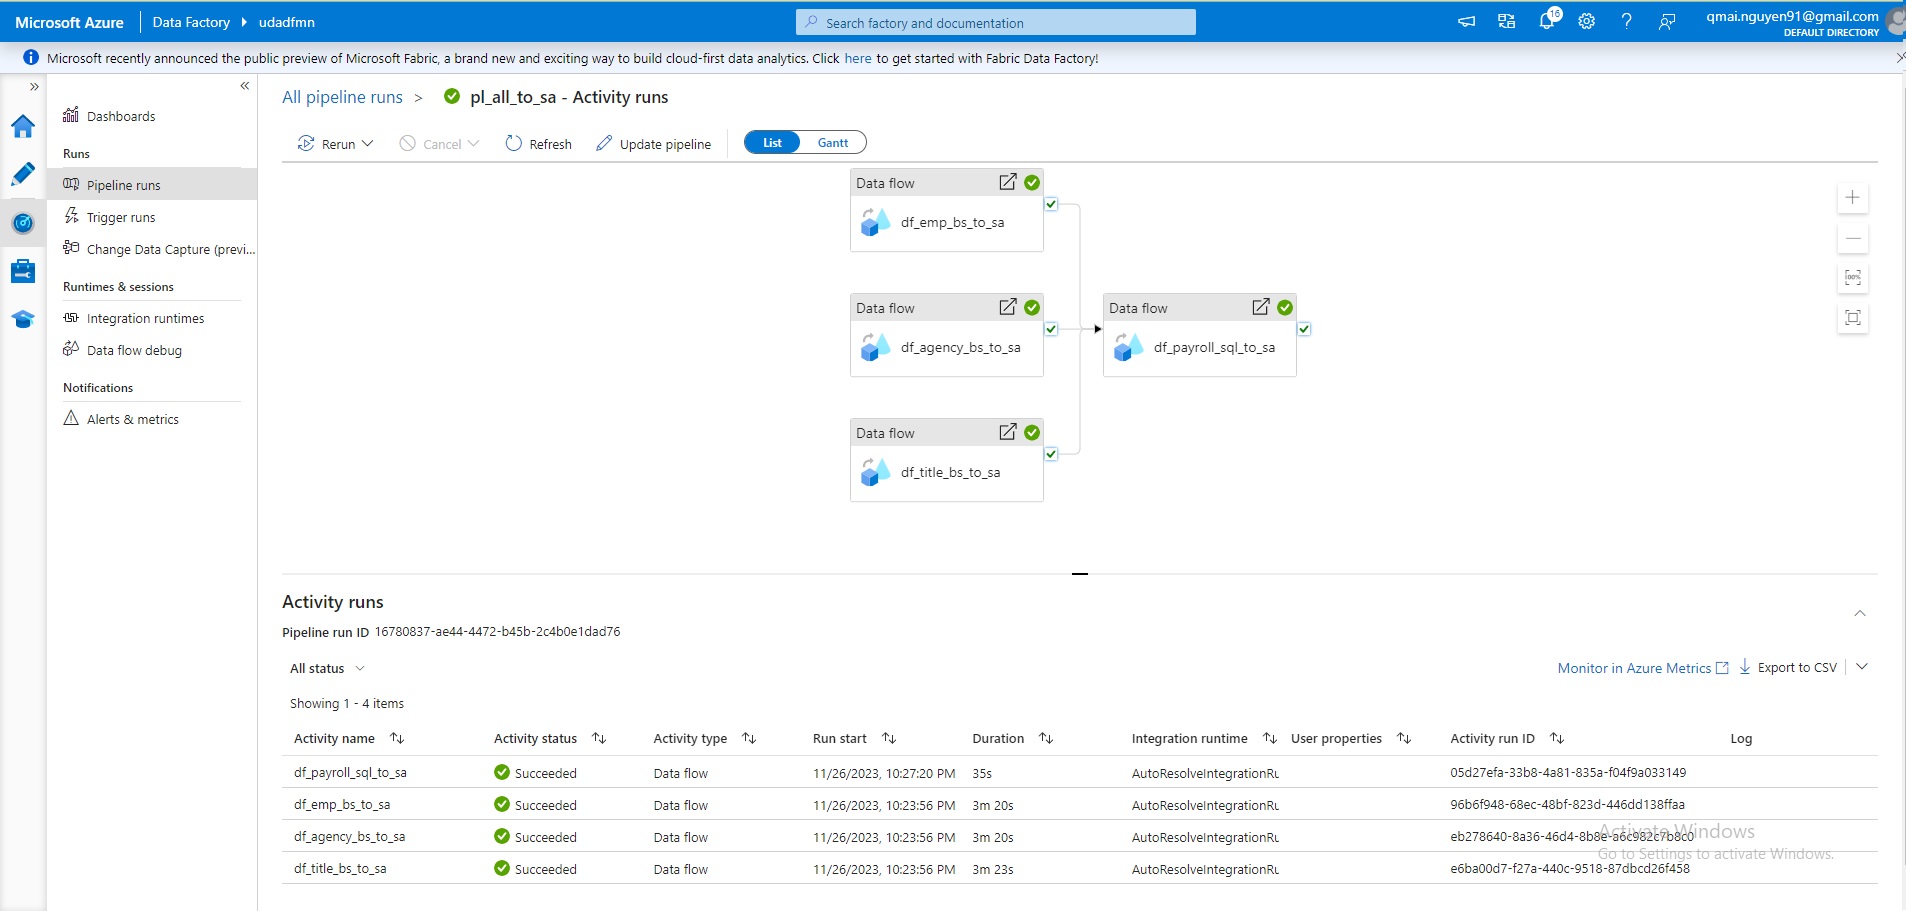 Microsoft Azure
Data Factory
udadfmn
Search factory and documentation
16
qmai.nguyen91@gmail.com
DEFAULT DIRECTORY
Microsoft recently announced the public preview of Microsoft Fabric, a brand new and exciting way to build cloud-first data analytics. Click here to get started with Fabric Data Factory!
Dashboards
Runs
Pipeline runs
Trigger runs
Change Data Capture (previ...
Runtimes & sessions
Integration runtimes
Data flow debug
Notifications
Alerts & metrics
All pipeline runs > pl_all_to_sa - Activity runs
Rerun
Cancel
Refresh
Update pipeline
List
Gantt
Data flow
df_emp_bs_to_sa
Data flow
df_agency_bs_to_sa
Data flow
df_payroll_sql_to_sa
Data flow
df_title_bs_to_sa
100%
Activity runs
Pipeline run ID 16780837-ae44-4472-b45b-2c4b0e1dad76
All status
Monitor in Azure Metrics
Export to CSV
Showing 1 - 4 items
Activity name Activity status Activity type Run start Duration Integration runtime User properties Activity run ID Log
df_payroll_sql_to_sa Succeeded Data flow 11/26/2023, 10:27:20 PM 35s AutoResolveIntegrationRu 05d27efa-33b8-4a81-835a-f04f9a033149
df_emp_bs_to_sa Succeeded Data flow 11/26/2023, 10:23:56 PM 3m 20s AutoResolveIntegrationRu 96b6f948-68ec-48bf-823d-446dd138ffaa
df_agency_bs_to_sa Succeeded Data flow 11/26/2023, 10:23:56 PM 3m 20s AutoResolveIntegrationRu eb278640-8a36-46d4-8b8e-a6c982c7b8c0
df_title_bs_to_sa Succeeded Data flow 11/26/2023, 10:23:56 PM 3m 23s AutoResolveIntegrationRu e6ba00d7-f27a-440c-9518-87dbcd26f458
Activate Windows
Go to Settings to activate Windows.